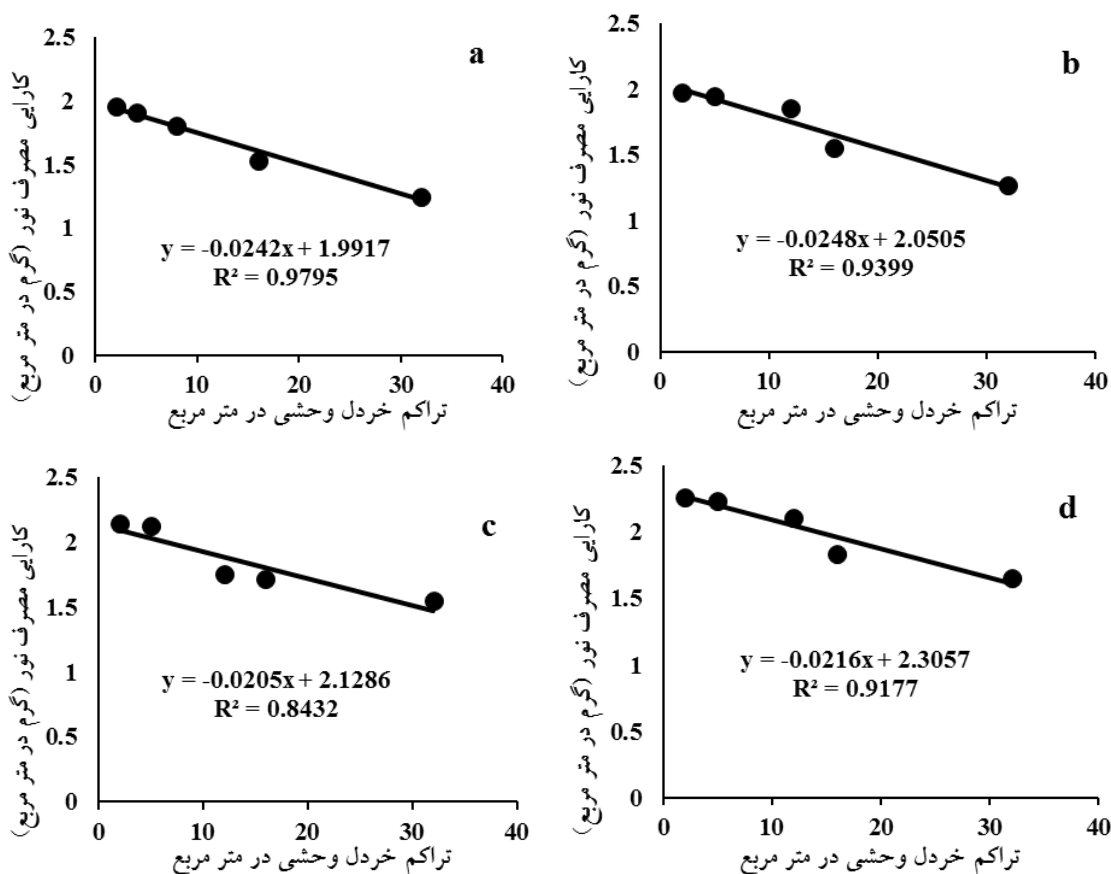 a
2.5
2
1.5
1
0.5
0
0
10
20
30
40
y = -0.0242x + 1.9917
R² = 0.9795
کارایی مصرف نور (گرم در متر مربع)
تراکم خردل وحشی در متر مربع
b
2.5
2
1.5
1
0.5
0
0
10
20
30
40
y = -0.0248x + 2.0505
R² = 0.9399
کارایی مصرف نور (گرم در متر مربع)
تراکم خردل وحشی در متر مربع
c
2.5
2
1.5
1
0.5
0
0
10
20
30
40
y = -0.0205x + 2.1286
R² = 0.8432
کارایی مصرف نور (گرم در متر مربع)
تراکم خردل وحشی در متر مربع
d
2.5
2
1.5
1
0.5
0
0
10
20
30
40
y = -0.0216x + 2.3057
R² = 0.9177
کارایی مصرف نور (گرم در متر مربع)
تراکم خردل وحشی در متر مربع